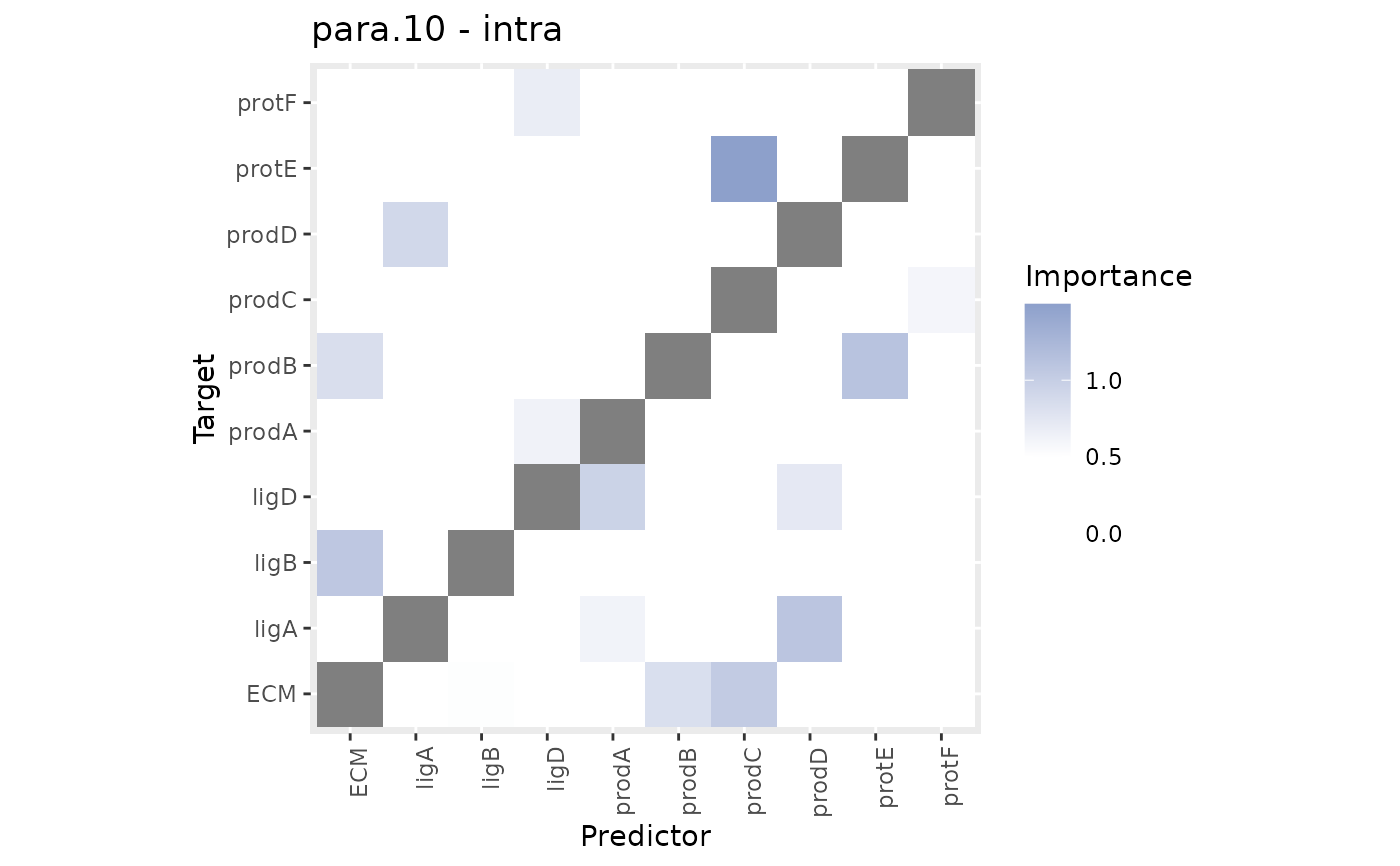 para.10 - intra
protF
protE
prodD
prodC
prodB
prodA
ligD
ligB
ligA
ECM
Target
ECM
ligA
ligB
ligD
prodA
prodB
prodC
prodD
protE
protF
Predictor
Importance
1.0
0.5
0.0